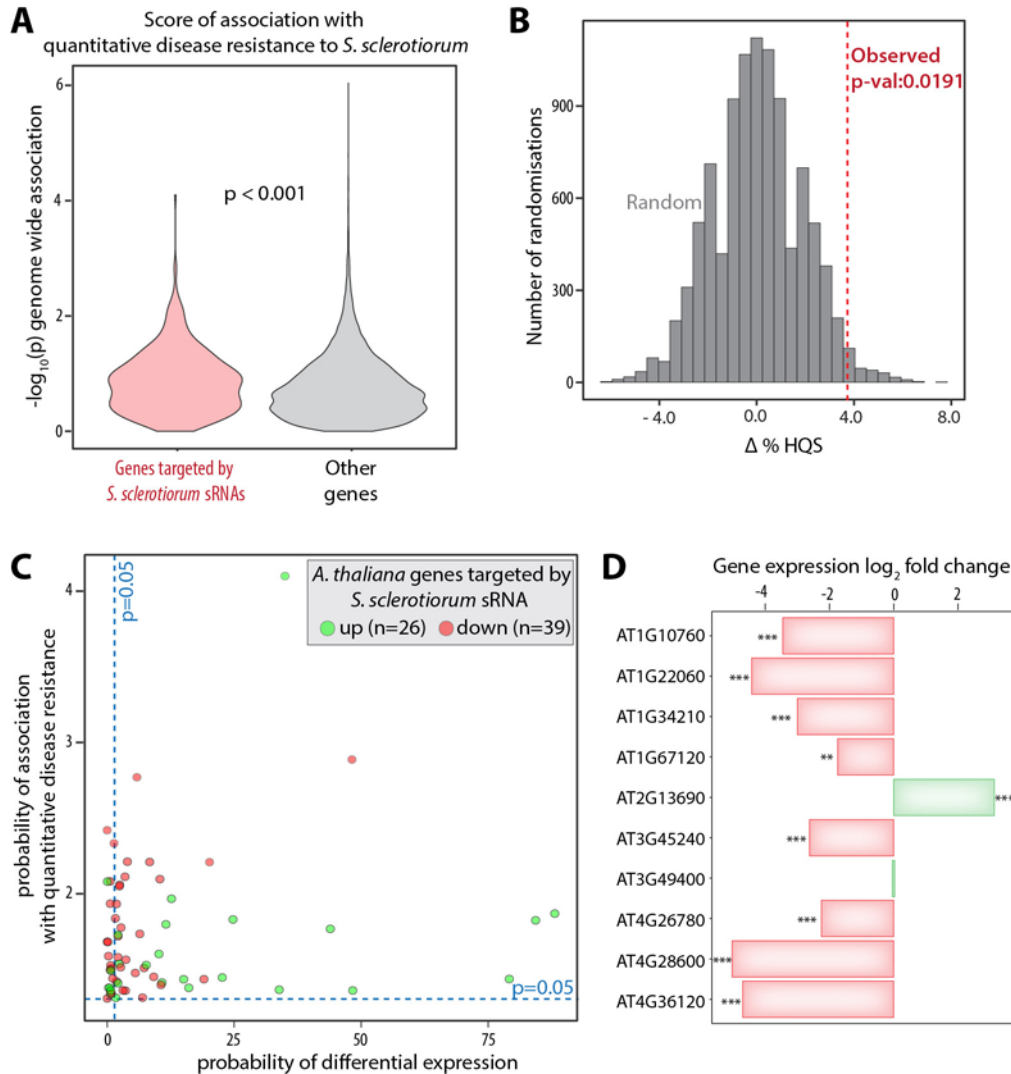 A
Score of association with
quantitative disease resistance to S. sclerotiorum
-log10(p) genome wide association
6
4
2
0
p < 0.001
Genes targeted by
S. sclerotiorum sRNAs
Other
genes
B
Number of randomisations
900
600
300
0
Random
Observed
p-val:0.0191
- 4.0
0.0
4.0
8.0
Δ % HQS
C
probability of association
with quantitative disease resistance
4
3
2
p=0.05
A. thaliana genes targeted by
S. sclerotiorum sRNA
up (n=26) down (n=39)
p=0.05
0
25
50
75
probability of differential expression
D
Gene expression log2 fold change
-4
-2
0
2
AT1G10760
***
AT1G22060
***
AT1G34210
***
AT1G67120
**
AT2G13690
***
AT3G45240
***
AT3G49400
AT4G26780
***
AT4G28600
***
AT4G36120
***